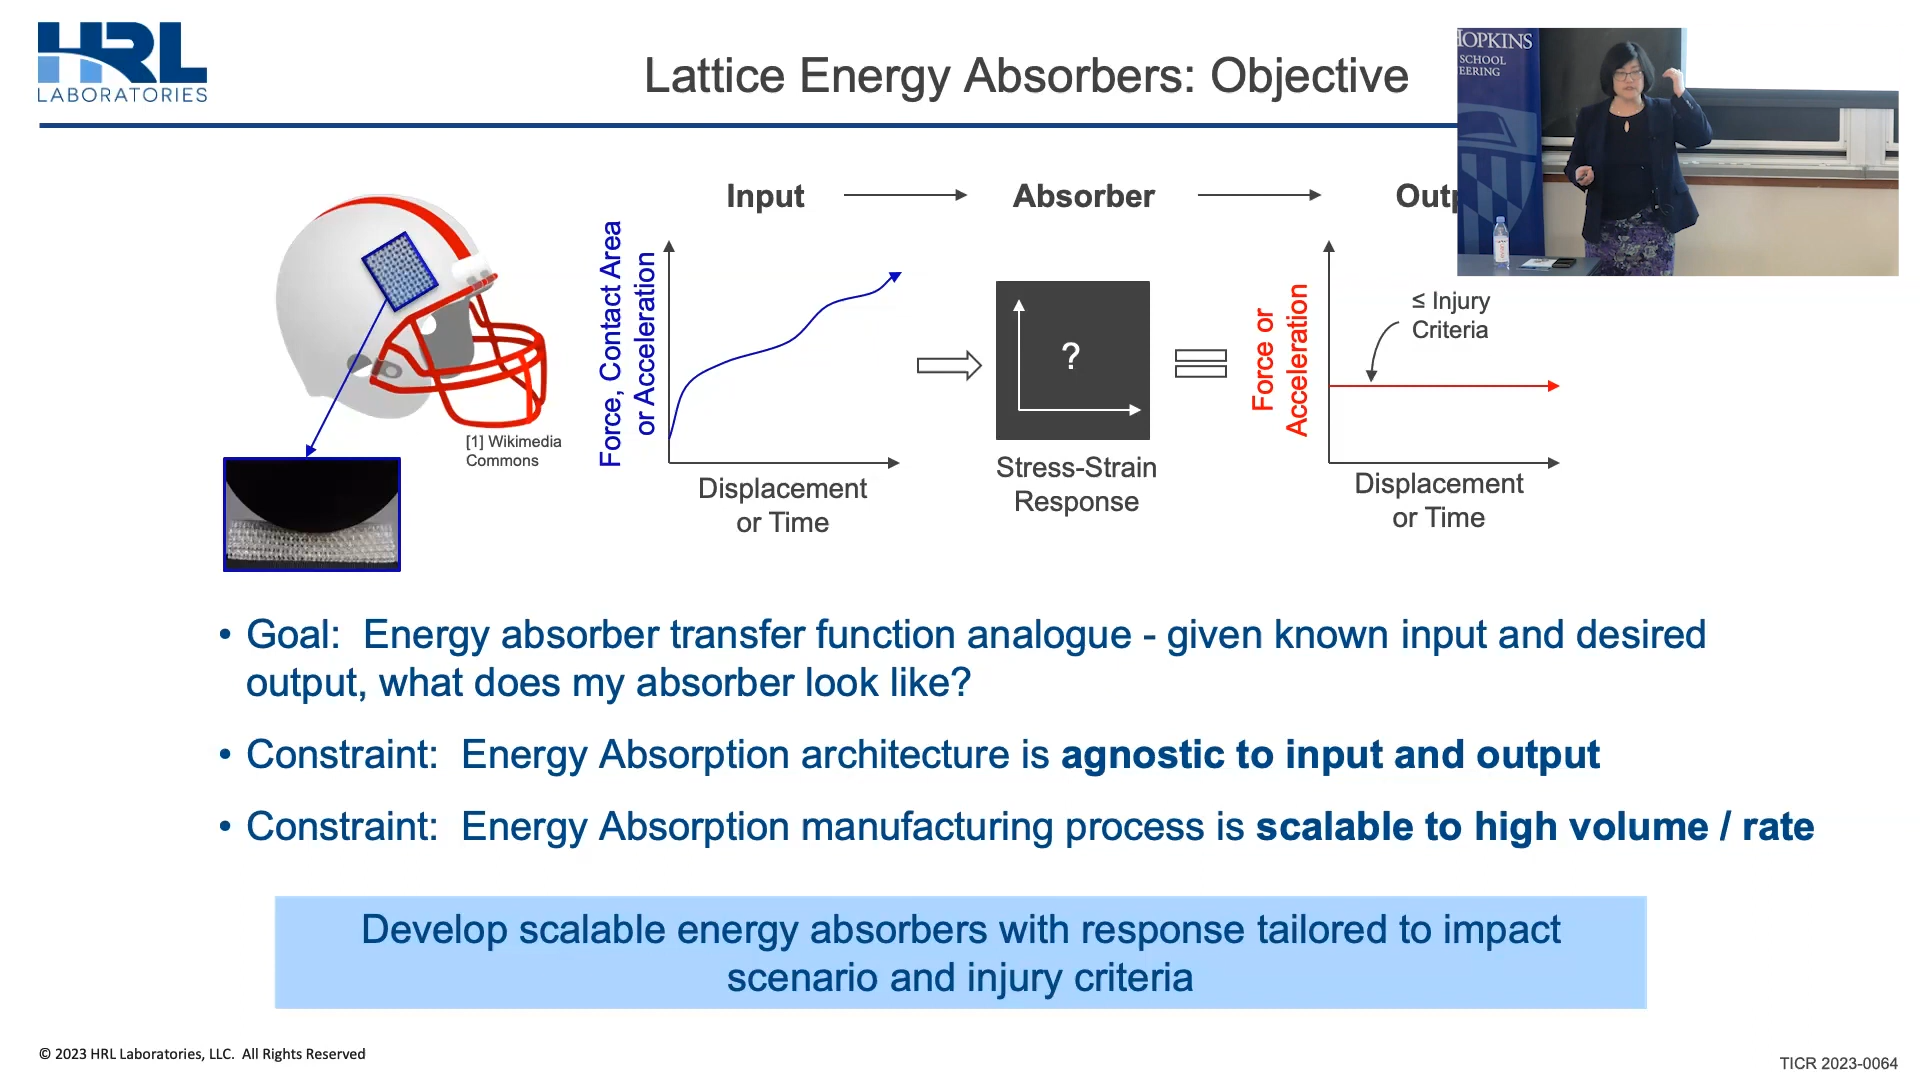 HRL
LABORATORIES
Lattice Energy Absorbers: Objective
HOPKINS
SCHOOL
EERING
Input
Absorber
Force, Contact Area
or Acceleration
Displacement
or Time
?
Stress-Strain
Response
Force or
Acceleration
≤ Injury
Criteria
Displacement
or Time
[1] Wikimedia
Commons
• Goal: Energy absorber transfer function analogue - given known input and desired
output, what does my absorber look like?
• Constraint: Energy Absorption architecture is agnostic to input and output
• Constraint: Energy Absorption manufacturing process is scalable to high volume / rate
Develop scalable energy absorbers with response tailored to impact
scenario and injury criteria
© 2023 HRL Laboratories, LLC. All Rights Reserved
TICR 2023-0064